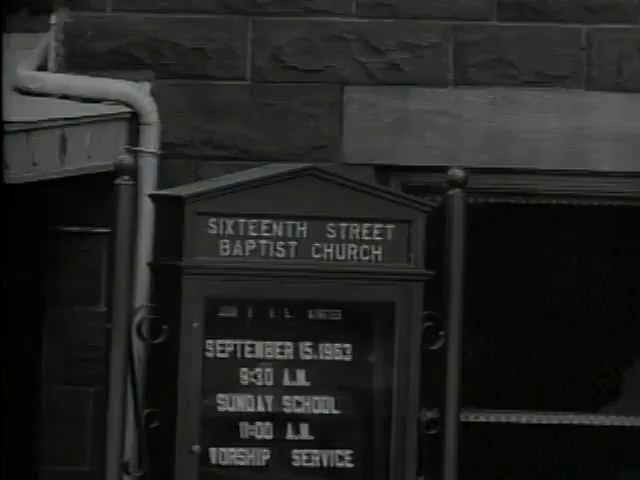 SIXTEENTH STREET
BAPTIST CHURCH
SEPTEMBER 15, 1963
9:30 A.M.
SUNDAY SCHOOL
11:00 A.M.
WORSHIP SERVICE